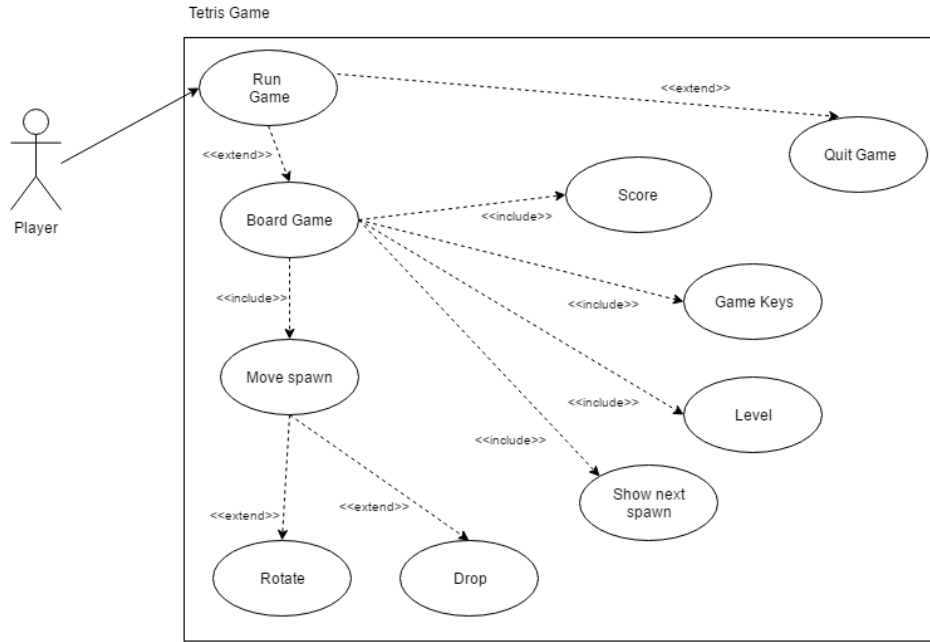 Tetris Game
Run
Game
<<extend>>
<<extend>>
Quit Game
Player
Board Game
Score
<<include>>
<<include>>
<<include>>
Game Keys
Move spawn
<<include>>
Level
<<include>>
Show next
spawn
<<extend>>
<<extend>>
Rotate
Drop